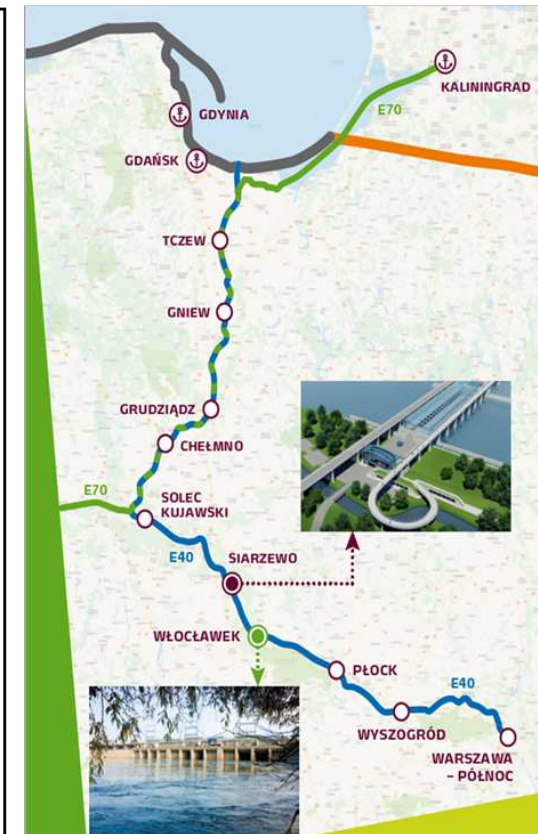 KALININGRAD
E70
GDYNIA
GDAŃSK
TCZEW
GNIEW
GRUDZIĄDZ
CHEŁMNO
E70
SOLEC
KUJAWSKI
E40
SIARZEWO
WŁOCŁAWEK
PŁOCK
E40
WYSZOGRÓD
WARSZAWA
– PÓŁNOC